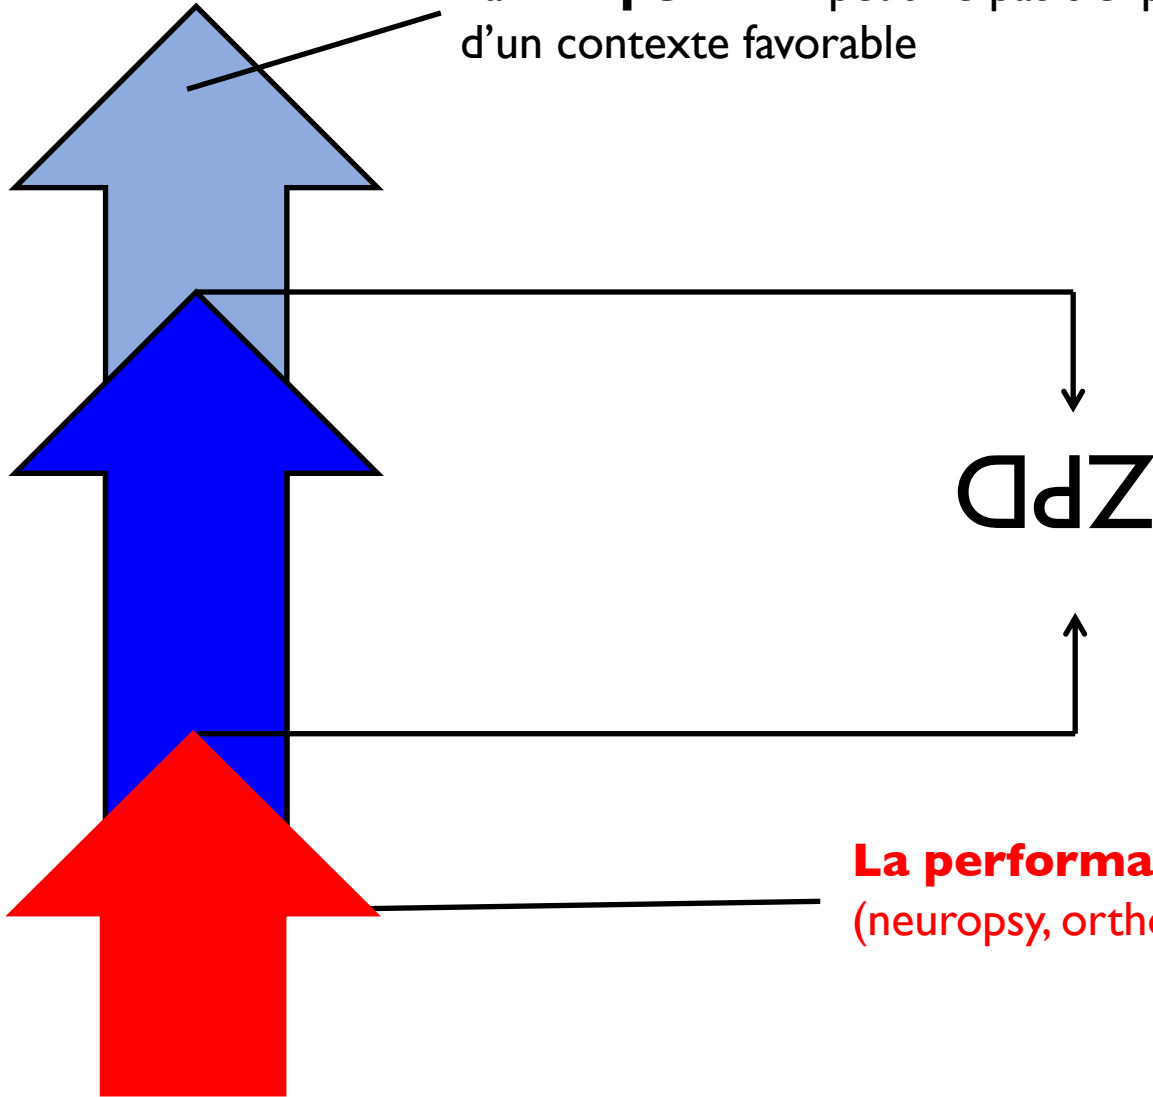 d'un contexte favorable
ZPD
La performa
(neuropsy, orth